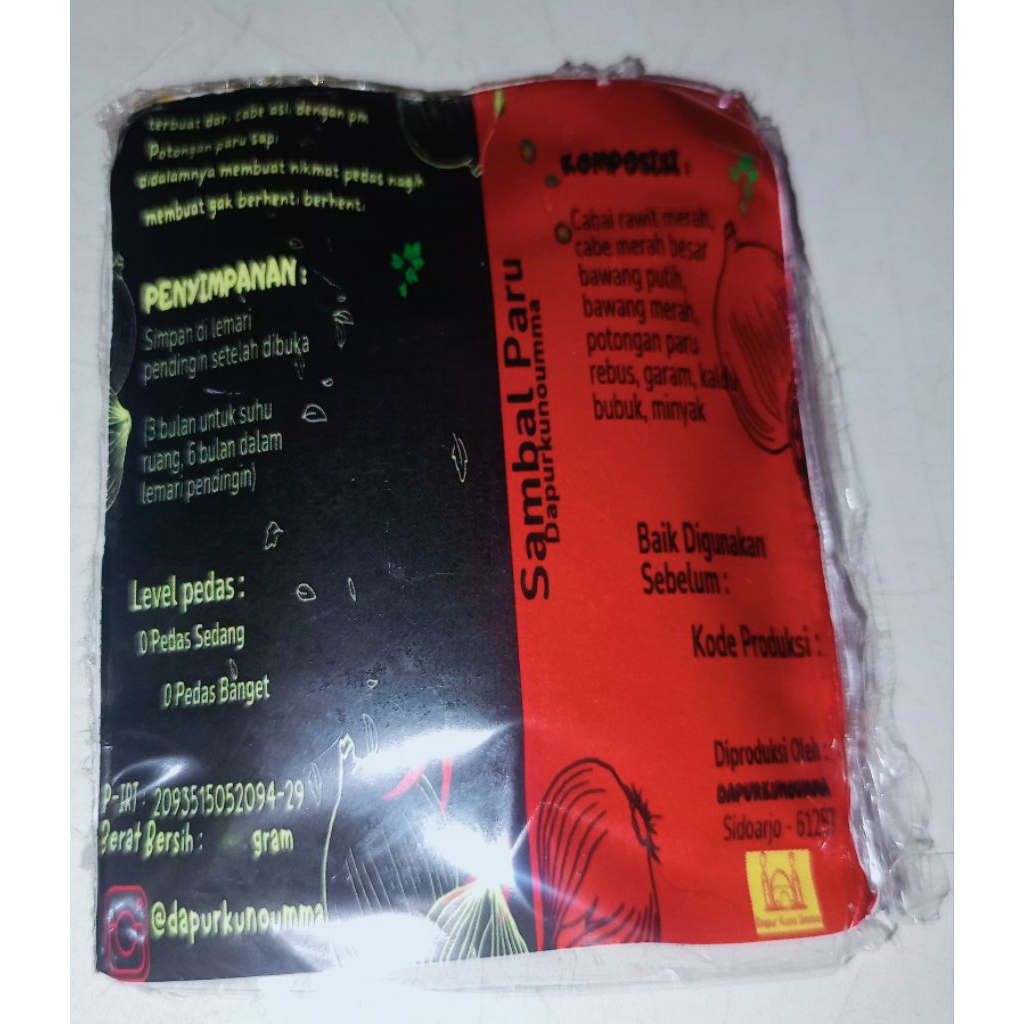 terbuat dari cabe asli dengan
Potongan paru sapi
didalamnya membuat nikmat pedas nagih
membuat gak berhenti berhenti
PENYIMPANAN :
Simpan di lemari
pendingin setelah dibuka
(3 bulan untuk suhu
ruang, 6 bulan dalam
lemari pendingin)
Level pedas :
0 Pedas Sedang
0 Pedas Banget
P-IRT : 2093515052094-29
Berat Bersih : gram
@dapurkunoumma
Sambal Paru
Dapurkunoumma
KOMPOSISI :
Cabai rawit merah,
cabe merah besar
bawang putih,
bawang merah,
potongan paru
rebus, garam, kaldu
bubuk, minyak
Baik Digunakan
Sebelum :
Kode Produksi :
Diproduksi Oleh :
DAPURKUNOUMMA
Sidoarjo - 61257